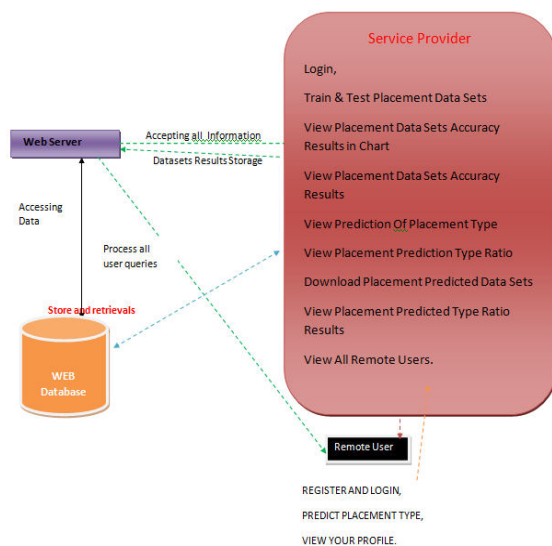 Service Provider
Login,
Train & Test Placement Data Sets
View Placement Data Sets Accuracy
Results in Chart
View Placement Data Sets Accuracy
Results
View Prediction Of Placement Type
View Placement Prediction Type Ratio
Download Placement Predicted Data Sets
View Placement Predicted Type Ratio
Results
View All Remote Users.
Web Server
Accepting all Information
Datasets Results Storage
Accessing
Data
Process all
user queries
Store and retrievals
WEB
Database
Remote User
REGISTER AND LOGIN,
PREDICT PLACEMENT TYPE,
VIEW YOUR PROFILE.